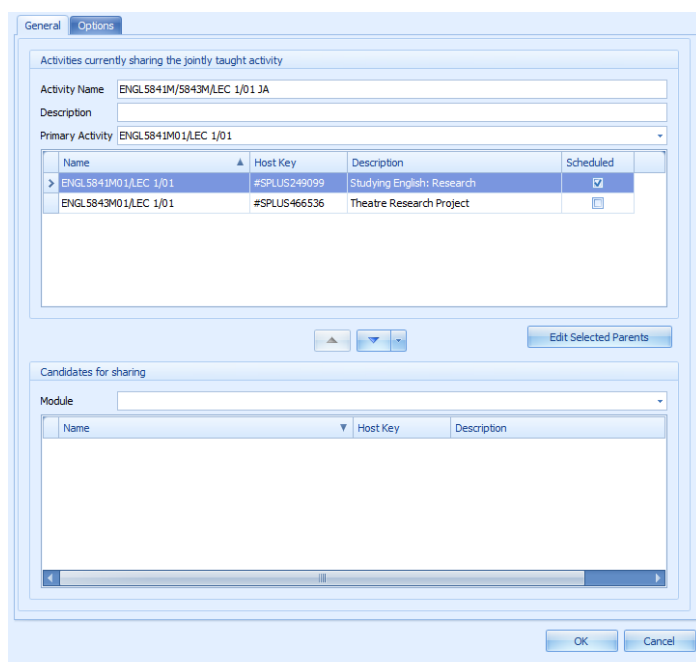 General Options
Activities currently sharing the jointly taught activity
Activity Name ENGL5841M/5843M/LEC 1/01 JA
Description
Primary Activity ENGL5841M01/LEC 1/01
Name Host Key Description Scheduled
ENGL5841M01/LEC 1/01 #SPLUS249099 Studying English: Research
ENGL5843M01/LEC 1/01 #SPLUS466536 Theatre Research Project
Edit Selected Parents
Candidates for sharing
Module
Name Host Key Description
OK Cancel